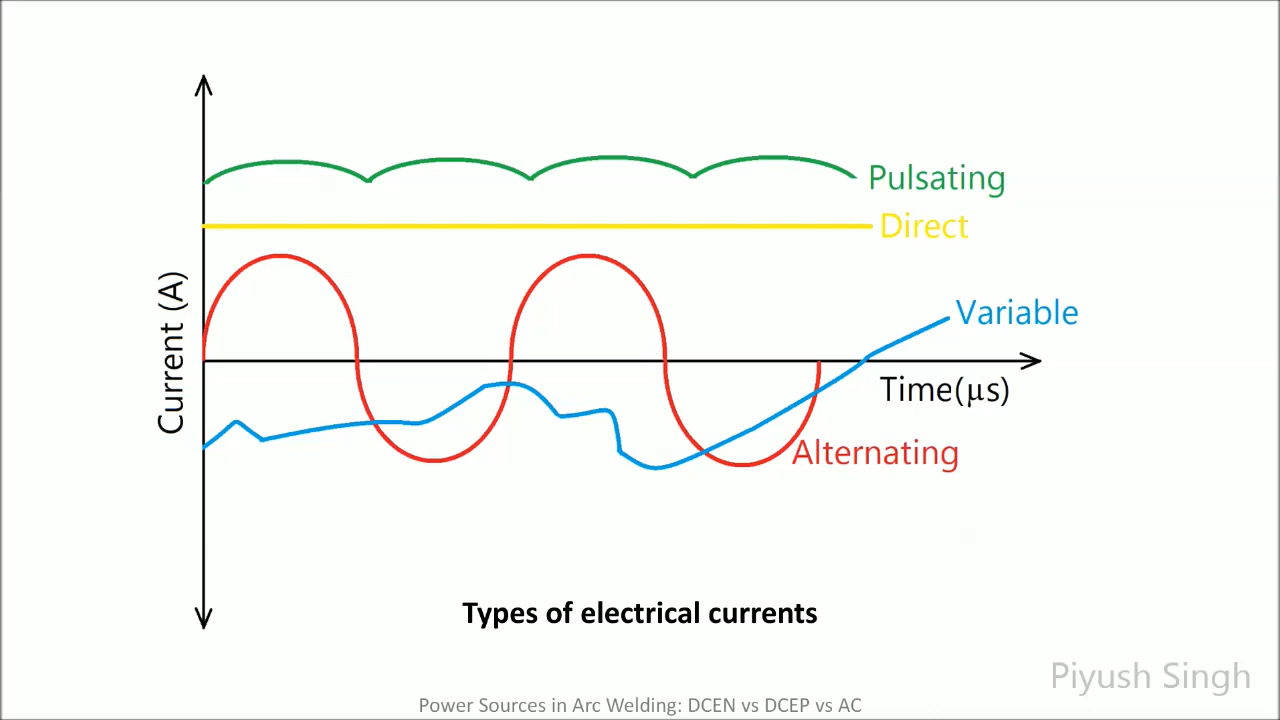 Pulsating
Direct
Variable
Current (A)
Time(μs)
Alternating
Types of electrical currents
Piyush Singh
Power Sources in Arc Welding: DCEN vs DCEP vs AC